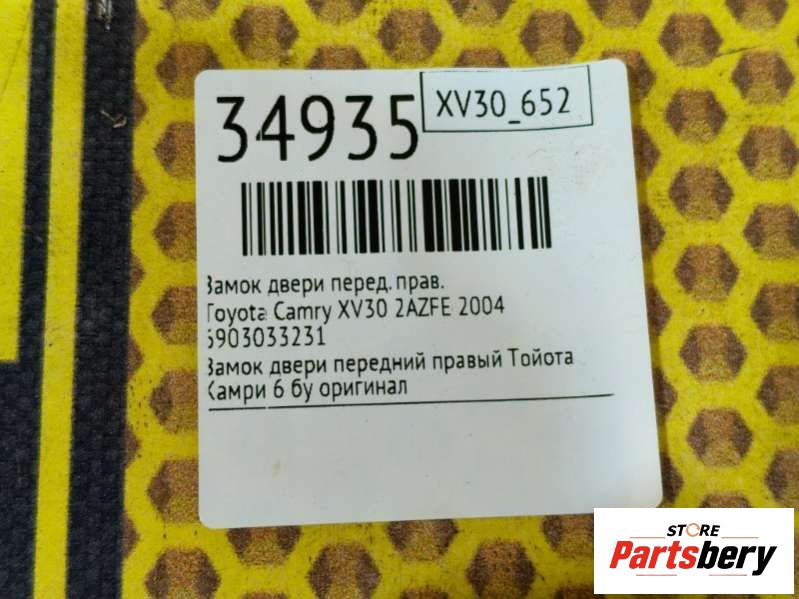 34935
XV30_652
Замок двери перед. прав.
Toyota Camry XV30 2AZFE 2004
6903033231
Замок двери передний правый Тойота
Камри 6 бу оригинал
STORE
Partsbery